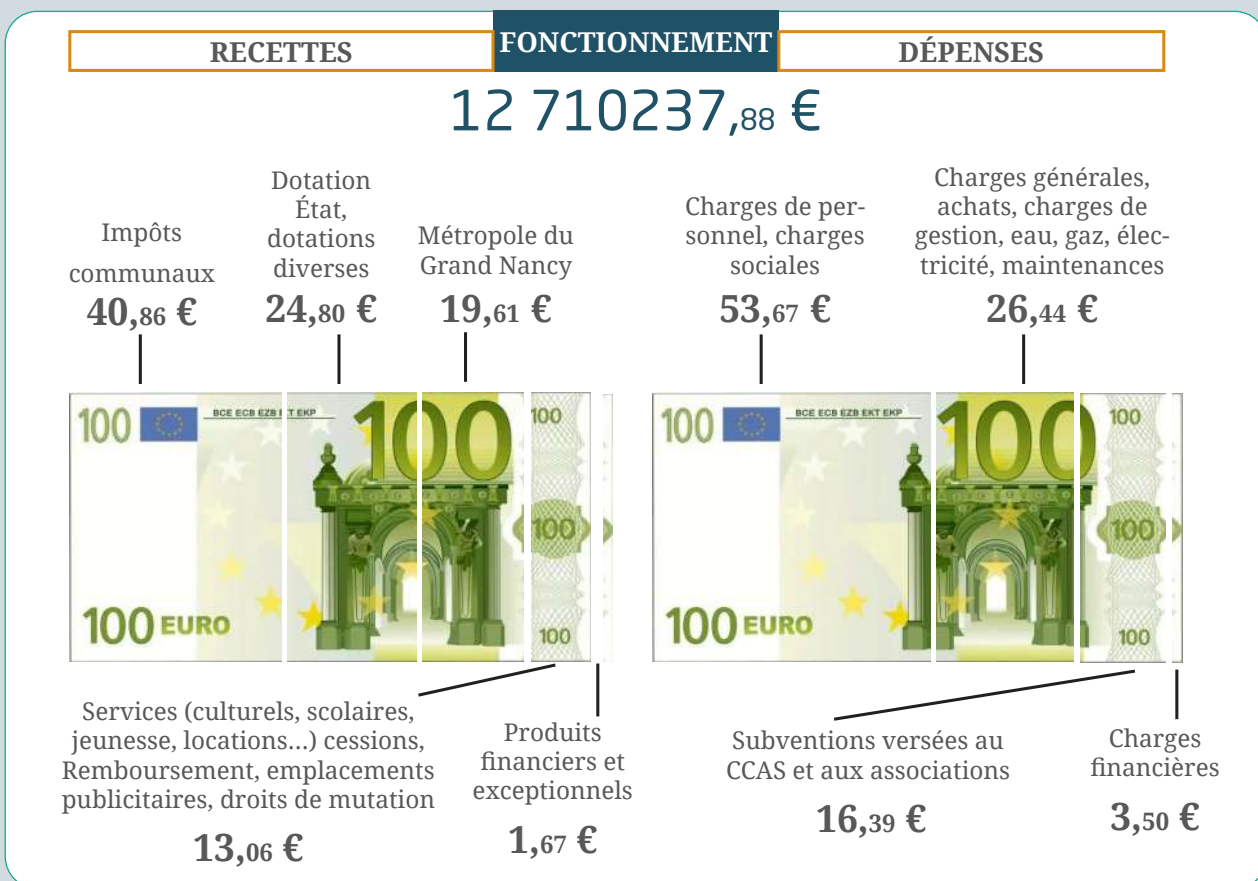 RECETTES
FONCTIONNEMENT
DÉPENSES
12 710237,88 €
Impôts
communaux
40,86 €
Dotation
État,
dotations
diverses
24,80 €
Métropole du
Grand Nancy
19,61 €
Charges de per-
sonnel, charges
sociales
53,67 €
Charges générales,
achats, charges de
gestion, eau, gaz, élec-
tricité, maintenances
26,44 €
100
BCE ECB EZB EKT EKP
100
100
100
100 EURO
100
100
BCE ECB EZB EKT EKP
100
100
100
100 EURO
100
Services (culturels, scolaires,
jeunesse, locations...) cessions,
Remboursement, emplacements
publicitaires, droits de mutation
13,06 €
Produits
financiers et
exceptionnels
1,67 €
Subventions versées au
CCAS et aux associations
16,39 €
Charges
financières
3,50 €